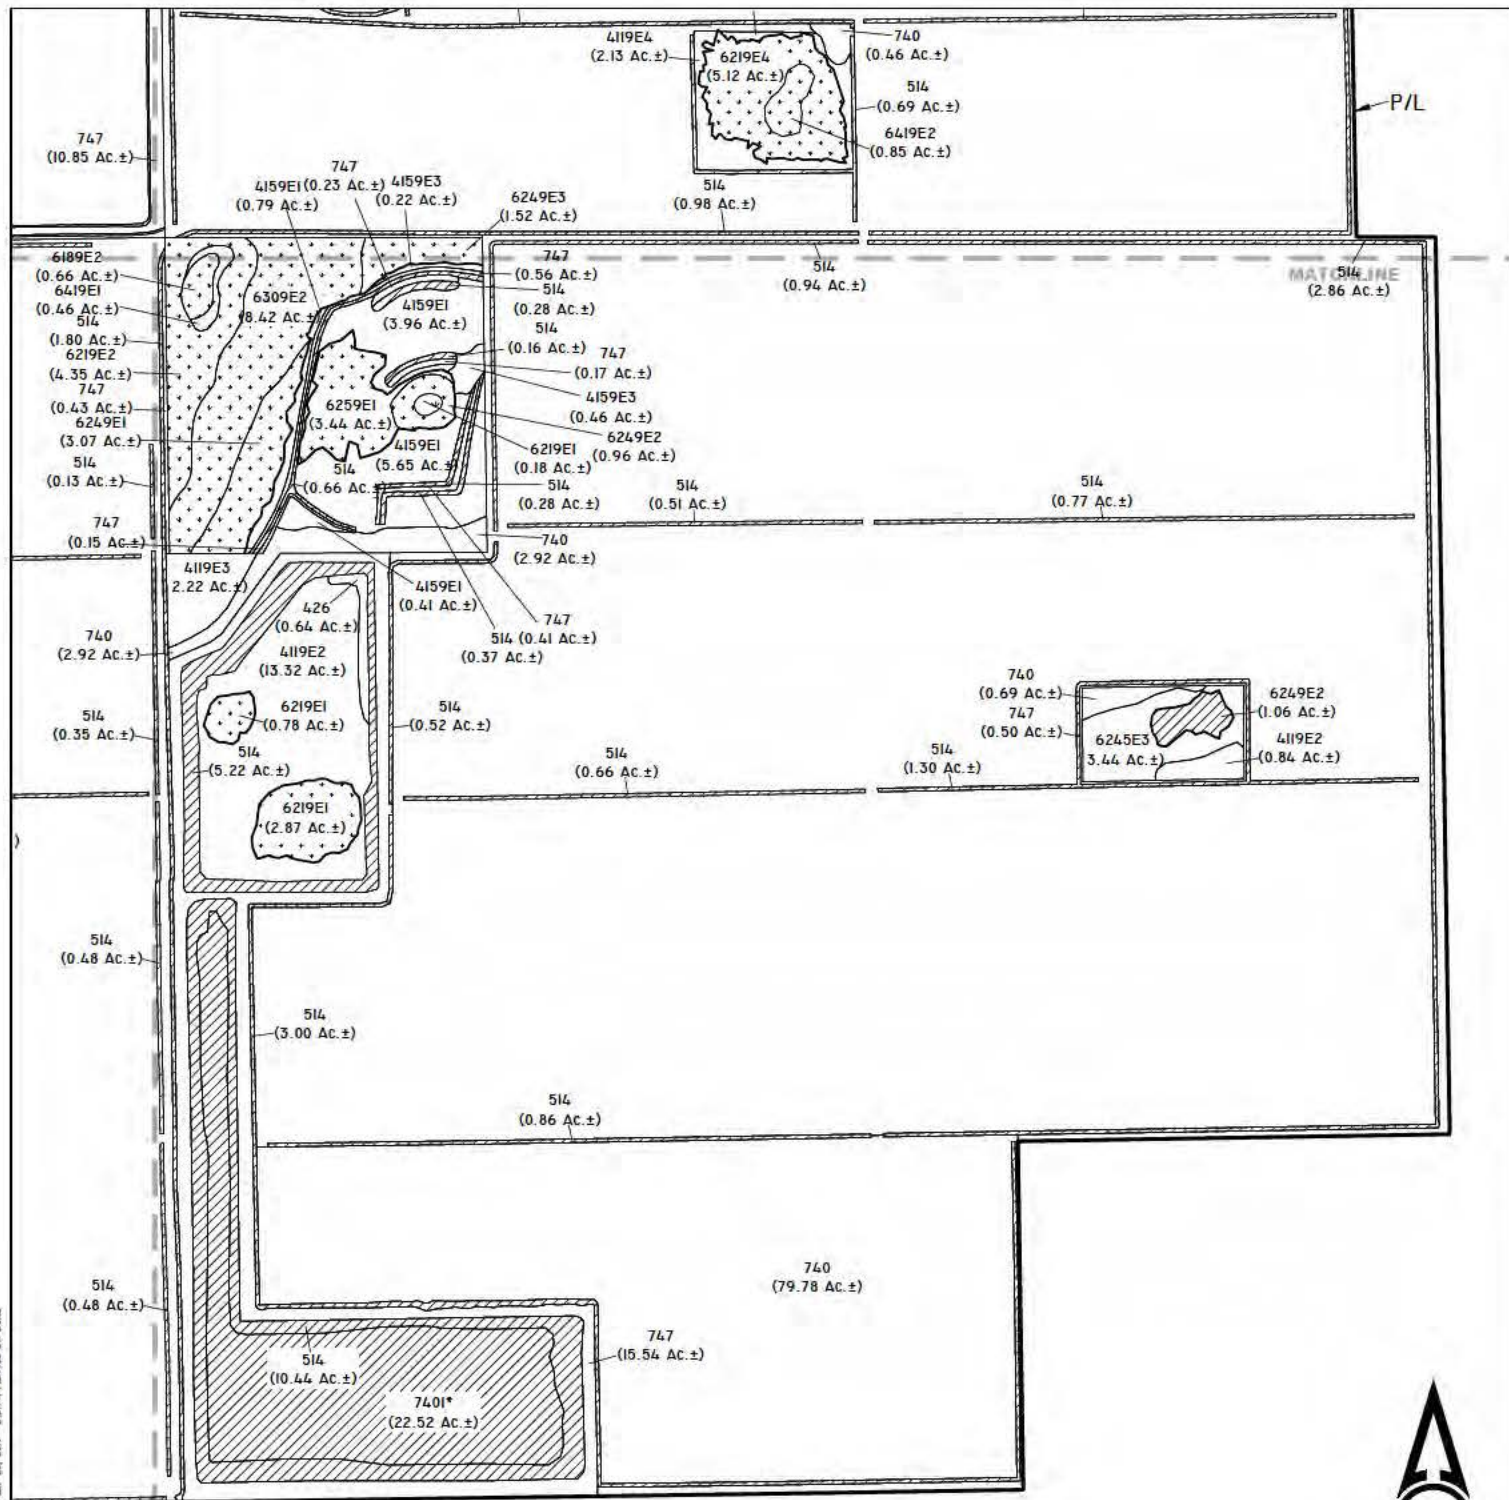 4119E4
(2.13 Ac.±)
6219E4
(5.12 Ac.±)
740
(0.46 Ac.±)
514
(0.69 Ac.±)
6419E2
(0.85 Ac.±)
P/L
747
(10.85 Ac.±)
747
(0.23 Ac.±)
4159E1
(0.79 Ac.±)
4159E3
(0.22 Ac.±)
6249E3
(1.52 Ac.±)
514
(0.98 Ac.±)
6189E2
(0.66 Ac.±)
6419E1
(0.46 Ac.±)
514
(1.80 Ac.±)
6219E2
(4.35 Ac.±)
747
(0.43 Ac.±)
6249E1
(3.07 Ac.±)
514
(0.13 Ac.±)
747
(0.15 Ac.±)
6309E2
(8.42 Ac.±)
4159E1
(3.96 Ac.±)
747
(0.56 Ac.±)
514
(0.28 Ac.±)
514
(0.16 Ac.±)
747
(0.17 Ac.±)
4159E3
(0.46 Ac.±)
6249E2
(0.96 Ac.±)
6219E1
(0.18 Ac.±)
514
(0.28 Ac.±)
6259E1
(3.44 Ac.±)
4159E1
(5.65 Ac.±)
514
(0.66 Ac.±)
514
(0.94 Ac.±)
MATCHLINE
514
(2.86 Ac.±)
514
(0.51 Ac.±)
514
(0.77 Ac.±)
740
(2.92 Ac.±)
4119E3
2.22 Ac.±)
4159E1
(0.41 Ac.±)
747
(0.41 Ac.±)
514
(0.37 Ac.±)
426
(0.64 Ac.±)
740
(2.92 Ac.±)
4119E2
(13.32 Ac.±)
6219E1
(0.78 Ac.±)
514
(0.35 Ac.±)
514
(5.22 Ac.±)
514
(0.52 Ac.±)
514
(0.66 Ac.±)
514
(1.30 Ac.±)
740
(0.69 Ac.±)
747
(0.50 Ac.±)
6245E3
3.44 Ac.±)
6249E2
(1.06 Ac.±)
4119E2
(0.84 Ac.±)
6219E1
(2.87 Ac.±)
)
514
(0.48 Ac.±)
514
(3.00 Ac.±)
514
(0.86 Ac.±)
514
(0.48 Ac.±)
740
(79.78 Ac.±)
747
(15.54 Ac.±)
514
(10.44 Ac.±)
7401*
(22.52 Ac.±)